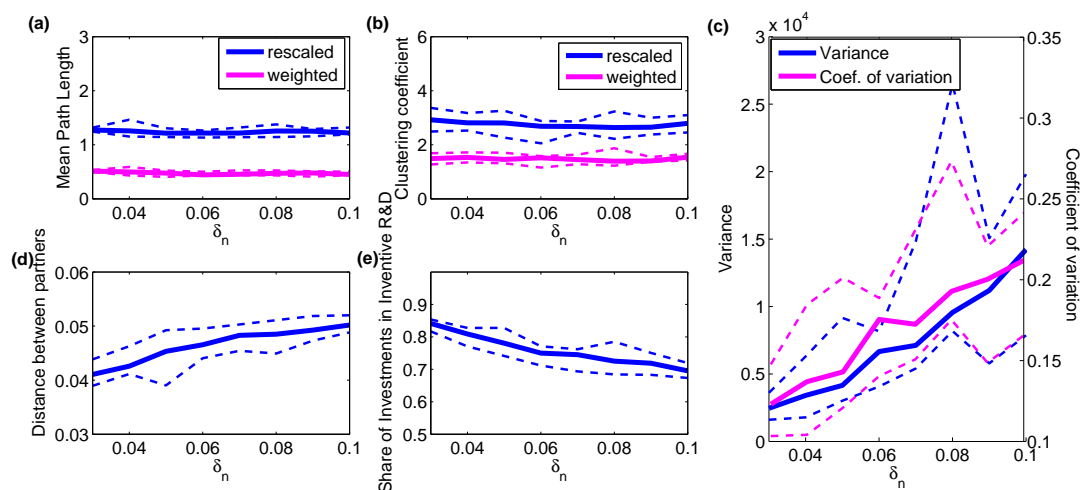 (a)
Mean Path Length
3
2
1
0
rescaled
weighted
0.04
0.06
0.08
0.1
δn
(b)
Clustering coefficient
6
4
2
0
rescaled
weighted
0.04
0.06
0.08
0.1
δn
(c)
x 10⁴
Variance
3
2.5
2
1.5
1
0.5
0
Variance
Coef. of variation
0.35
0.3
0.25
0.2
0.15
0.1
Coefficient of variation
0.04
0.06
0.08
0.1
δn
(d)
Distance between partners
0.06
0.05
0.04
0.03
0.04
0.06
0.08
0.1
δn
(e)
Share of Investments in Inventive R&D
0.9
0.8
0.7
0.6
0.5
0.04
0.06
0.08
0.1
δn